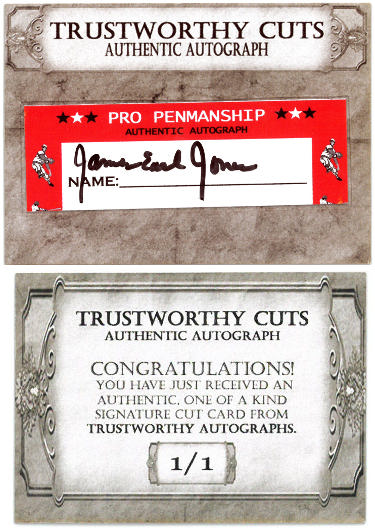 TRUSTWORTHY CUTS
AUTHENTIC AUTOGRAPH
PRO PENMANSHIP
AUTHENTIC AUTOGRAPH
James Earl Jones
NAME:
TRUSTWORTHY CUTS
AUTHENTIC AUTOGRAPH
CONGRATULATIONS!
YOU HAVE JUST RECEIVED AN
AUTHENTIC, ONE OF A KIND
SIGNATURE CUT CARD FROM
TRUSTWORTHY AUTOGRAPHS.
1/1